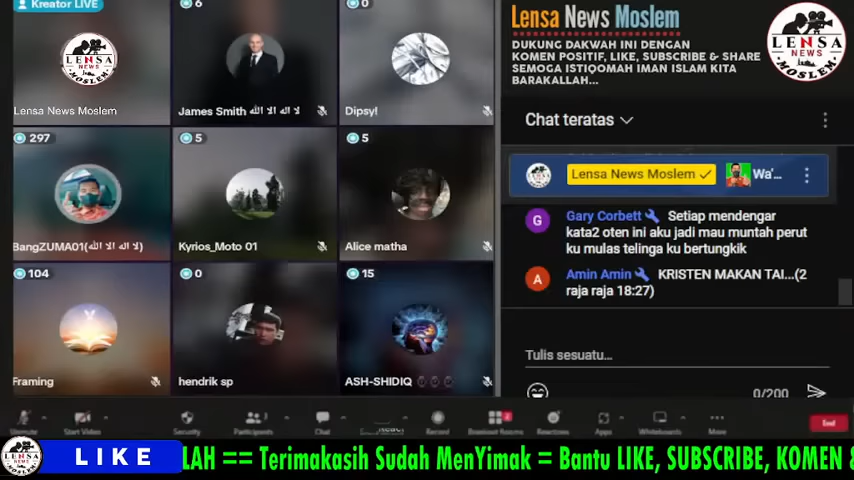 Kreator LIVE
6
0
Lensa News Moslem
James Smith لا اله الا الله
Dipsy!
297
5
5
BangZUMA01(لا اله الا الله)
Kyrios_Moto 01
Alice matha
104
0
15
Framing
hendrik sp
ASH-SHIDIQ
LENSA
NEWS
MOSLEM
Lensa News Moslem
DUKUNG DAKWAH INI DENGAN
KOMEN POSITIF, LIKE, SUBSCRIBE & SHARE
SEMOGA ISTIQOMAH IMAN ISLAM KITA
BARAKALLAH...
LENSA
NEWS
MOSLEM
Chat teratas
Lensa News Moslem
Wa'...
Gary Corbett Setiap mendengar
kata2 oten ini aku jadi mau muntah perut
ku mulas telinga ku bertungkik
Amin Amin KRISTEN MAKAN TAI...(2
raja raja 18:27)
Tulis sesuatu...
0/200
Unmute
Start Video
Security
Participants
Chat
Record
Breakout Rooms
Reactions
Apps
Whiteboards
More
End
LENSA
NEWS
MOSLEM
LIKE
LAH == Terimakasih Sudah MenYimak = Bantu LIKE, SUBSCRIBE, KOMEN &